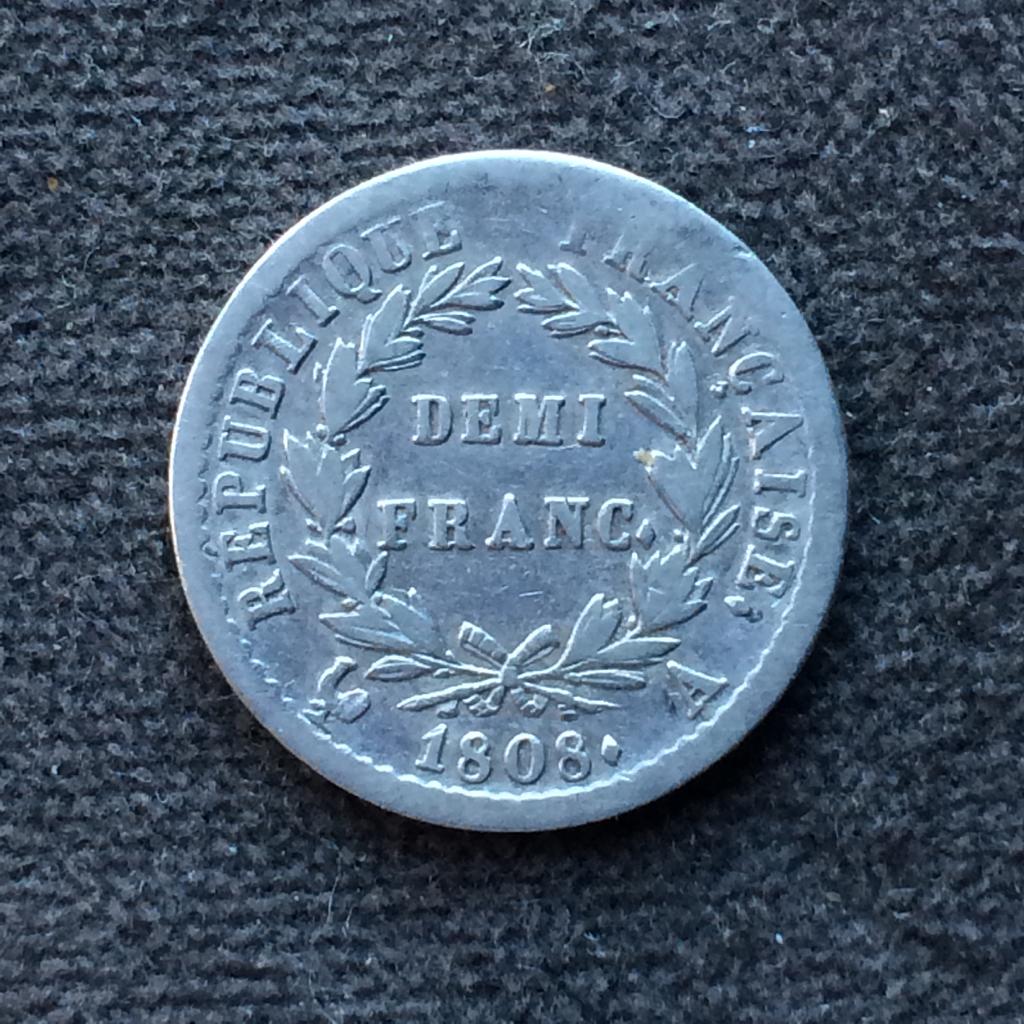 RÉPUBLIQUE FRANÇAISE.
DEMI
FRANC.
A
1808.